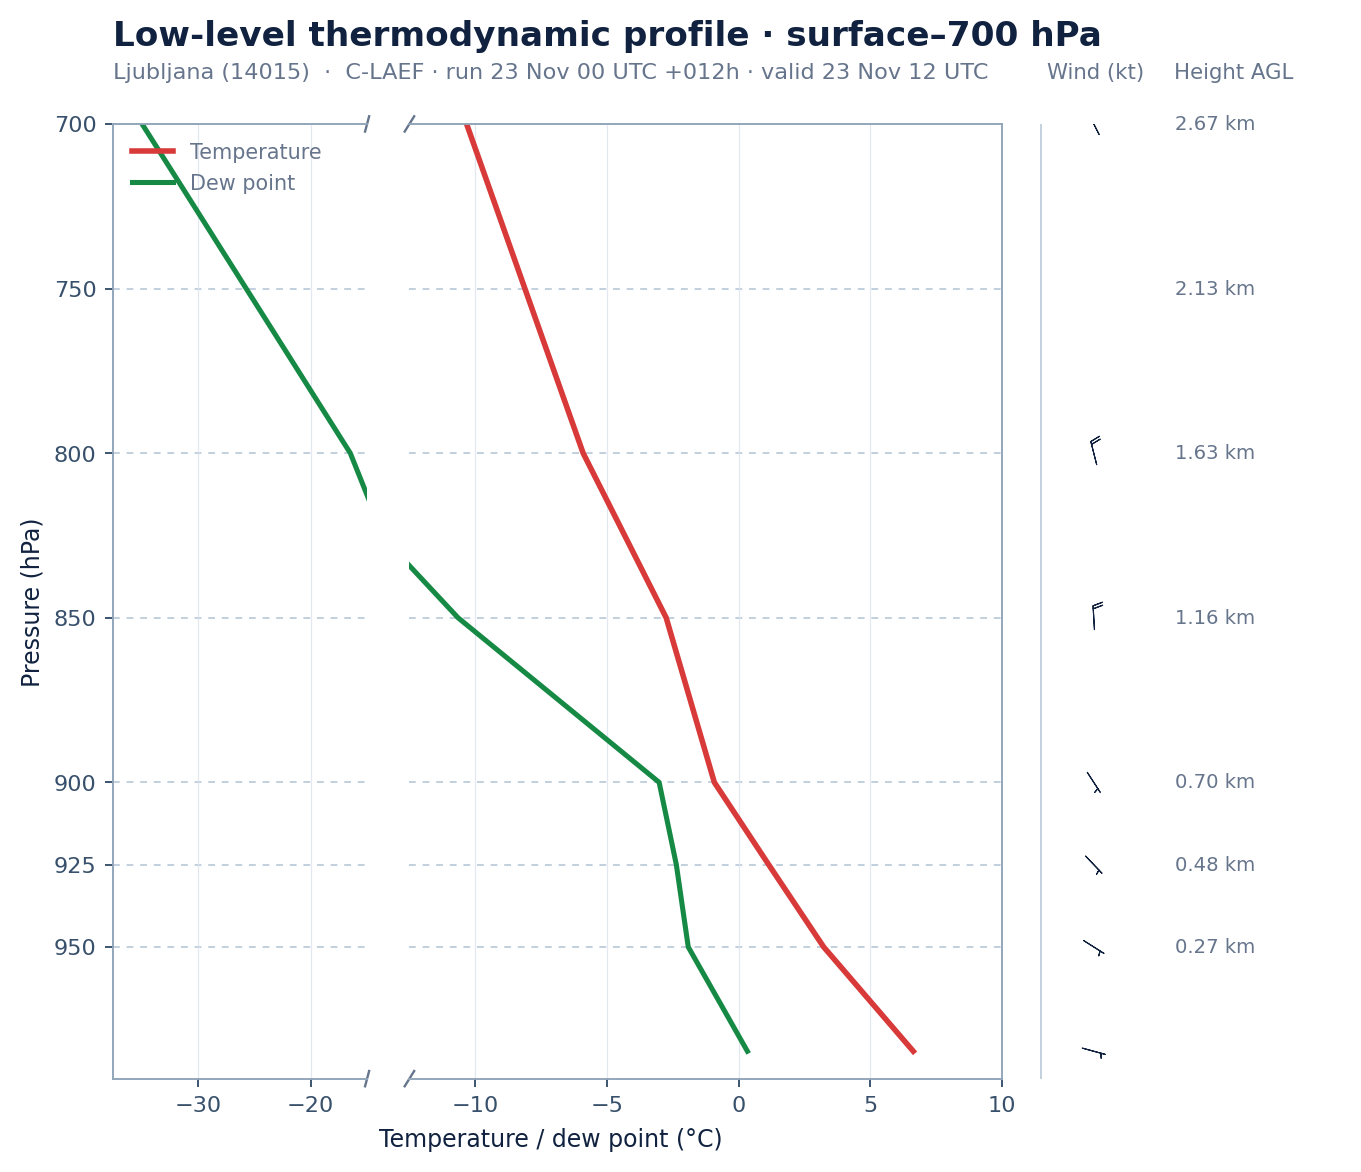 Low-level thermodynamic profile · surface–700 hPa
Ljubljana (14015) · C-LAEF · run 23 Nov 00 UTC +012h · valid 23 Nov 12 UTC
Wind (kt)
Height AGL
Temperature
Dew point
Pressure (hPa)
700
750
800
850
900
925
950
2.67 km
2.13 km
1.63 km
1.16 km
0.70 km
0.48 km
0.27 km
−30
−20
−10
−5
0
5
10
Temperature / dew point (°C)